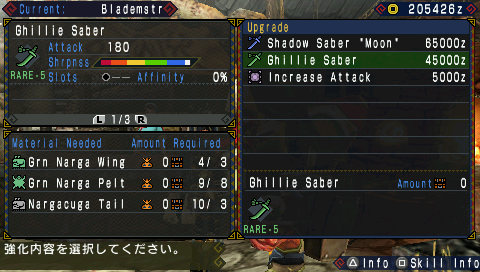 Current: Blademstr
205426z
Ghillie Saber
Attack 180
Shrpnss
RARE-5 Slots ●-- Affinity 0%
L 1/3 R
Upgrade
Shadow Saber "Moon" 65000z
Ghillie Saber 45000z
Increase Attack 5000z
Material Needed Amount Required
Grn Narga Wing 0 4/ 3
Grn Narga Pelt 0 9/ 8
Nargacuga Tail 0 10/ 3
Ghillie Saber Amount 0
RARE-5
強化内容を選択してください。
Info Skill Info